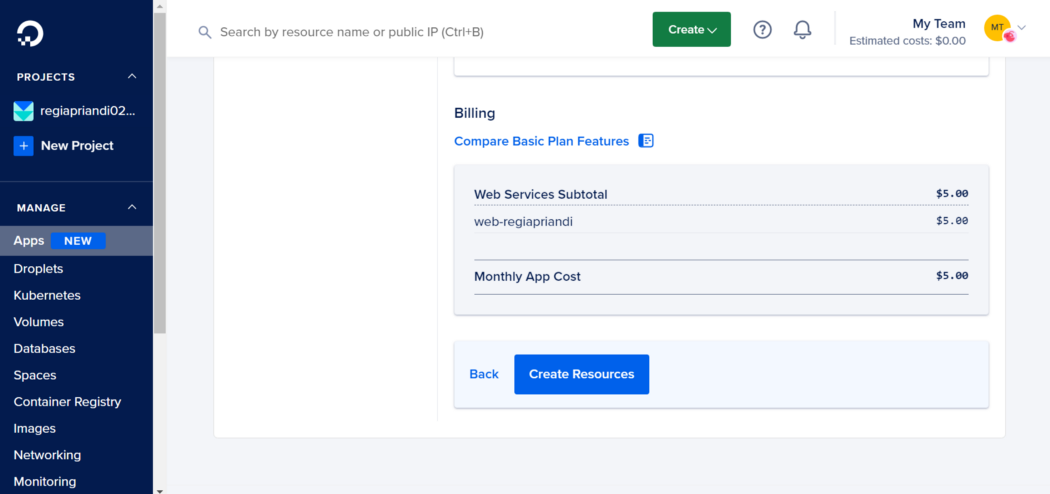 PROJECTS
regiapriandi02...
+ New Project
MANAGE
Apps NEW
Droplets
Kubernetes
Volumes
Databases
Spaces
Container Registry
Images
Networking
Monitoring
Search by resource name or public IP (Ctrl+B)
Create
?
My Team
Estimated costs: $0.00
MT
Billing
Compare Basic Plan Features
Web Services Subtotal $5.00
web-regiapriandi $5.00
Monthly App Cost $5.00
Back Create Resources